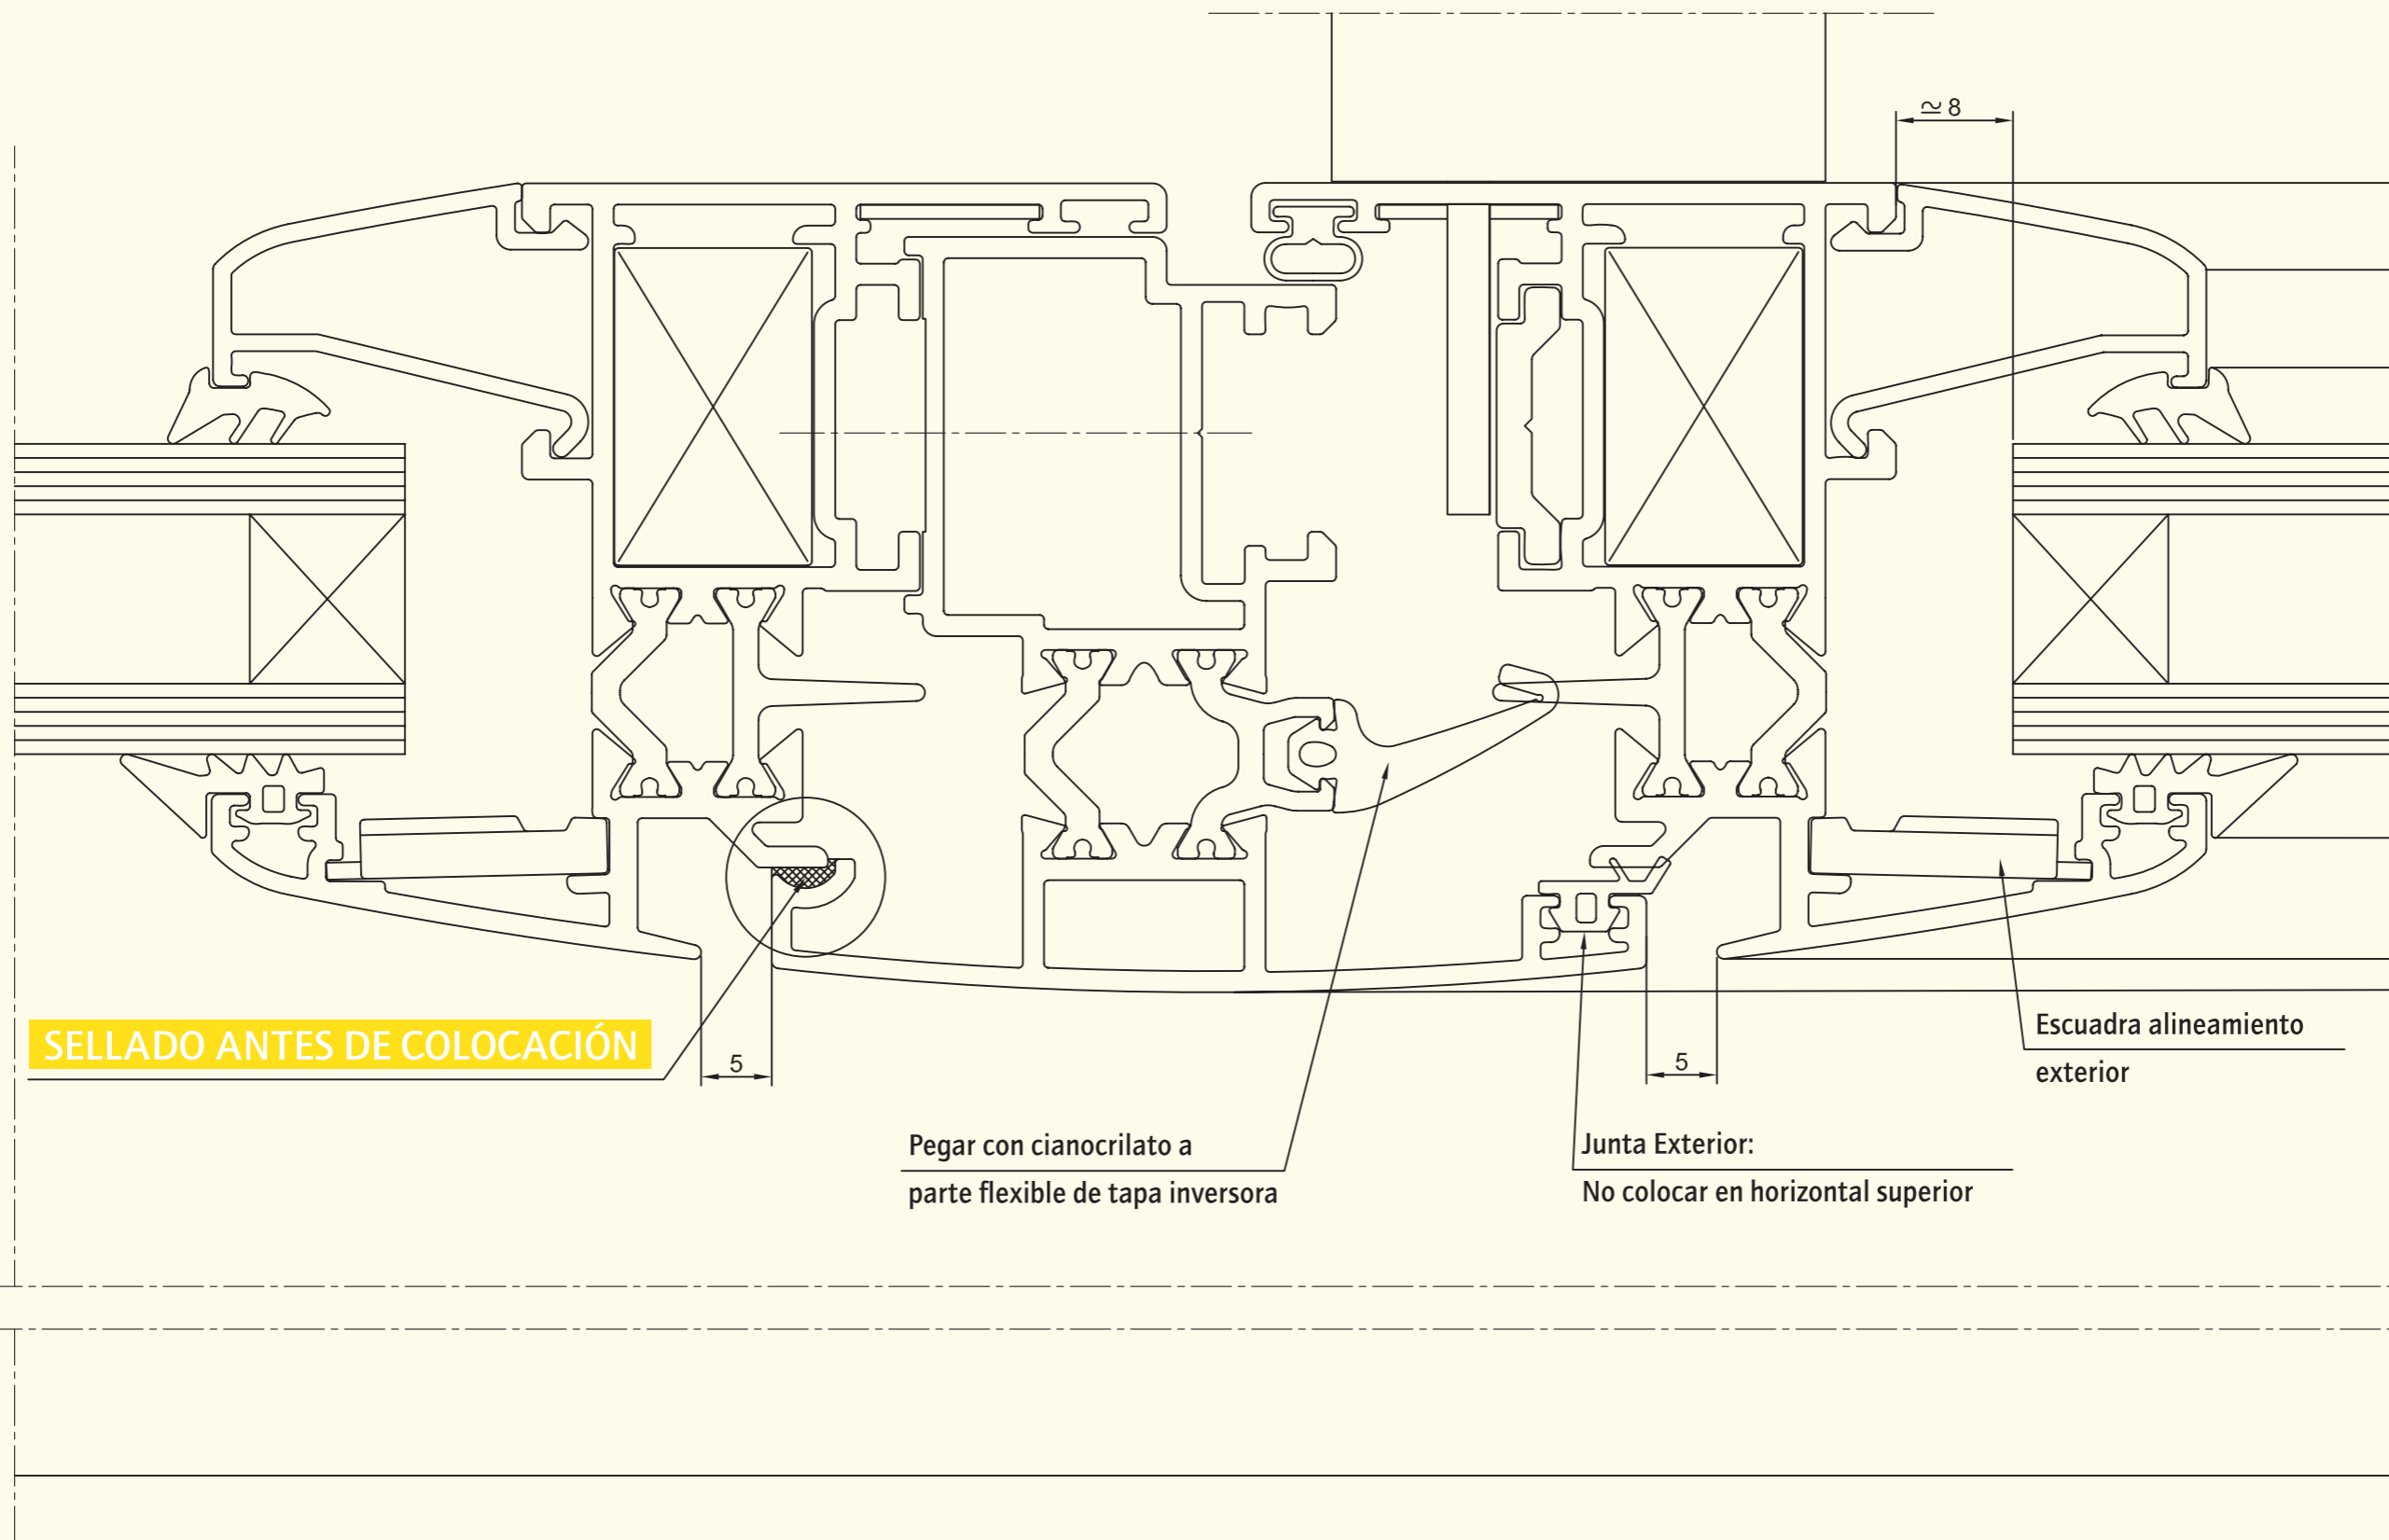 ≃ 8
SELLADO ANTES DE COLOCACIÓN
5
5
Escuadra alineamiento
exterior
Pegar con cianocrilato a
parte flexible de tapa inversora
Junta Exterior:
No colocar en horizontal superior